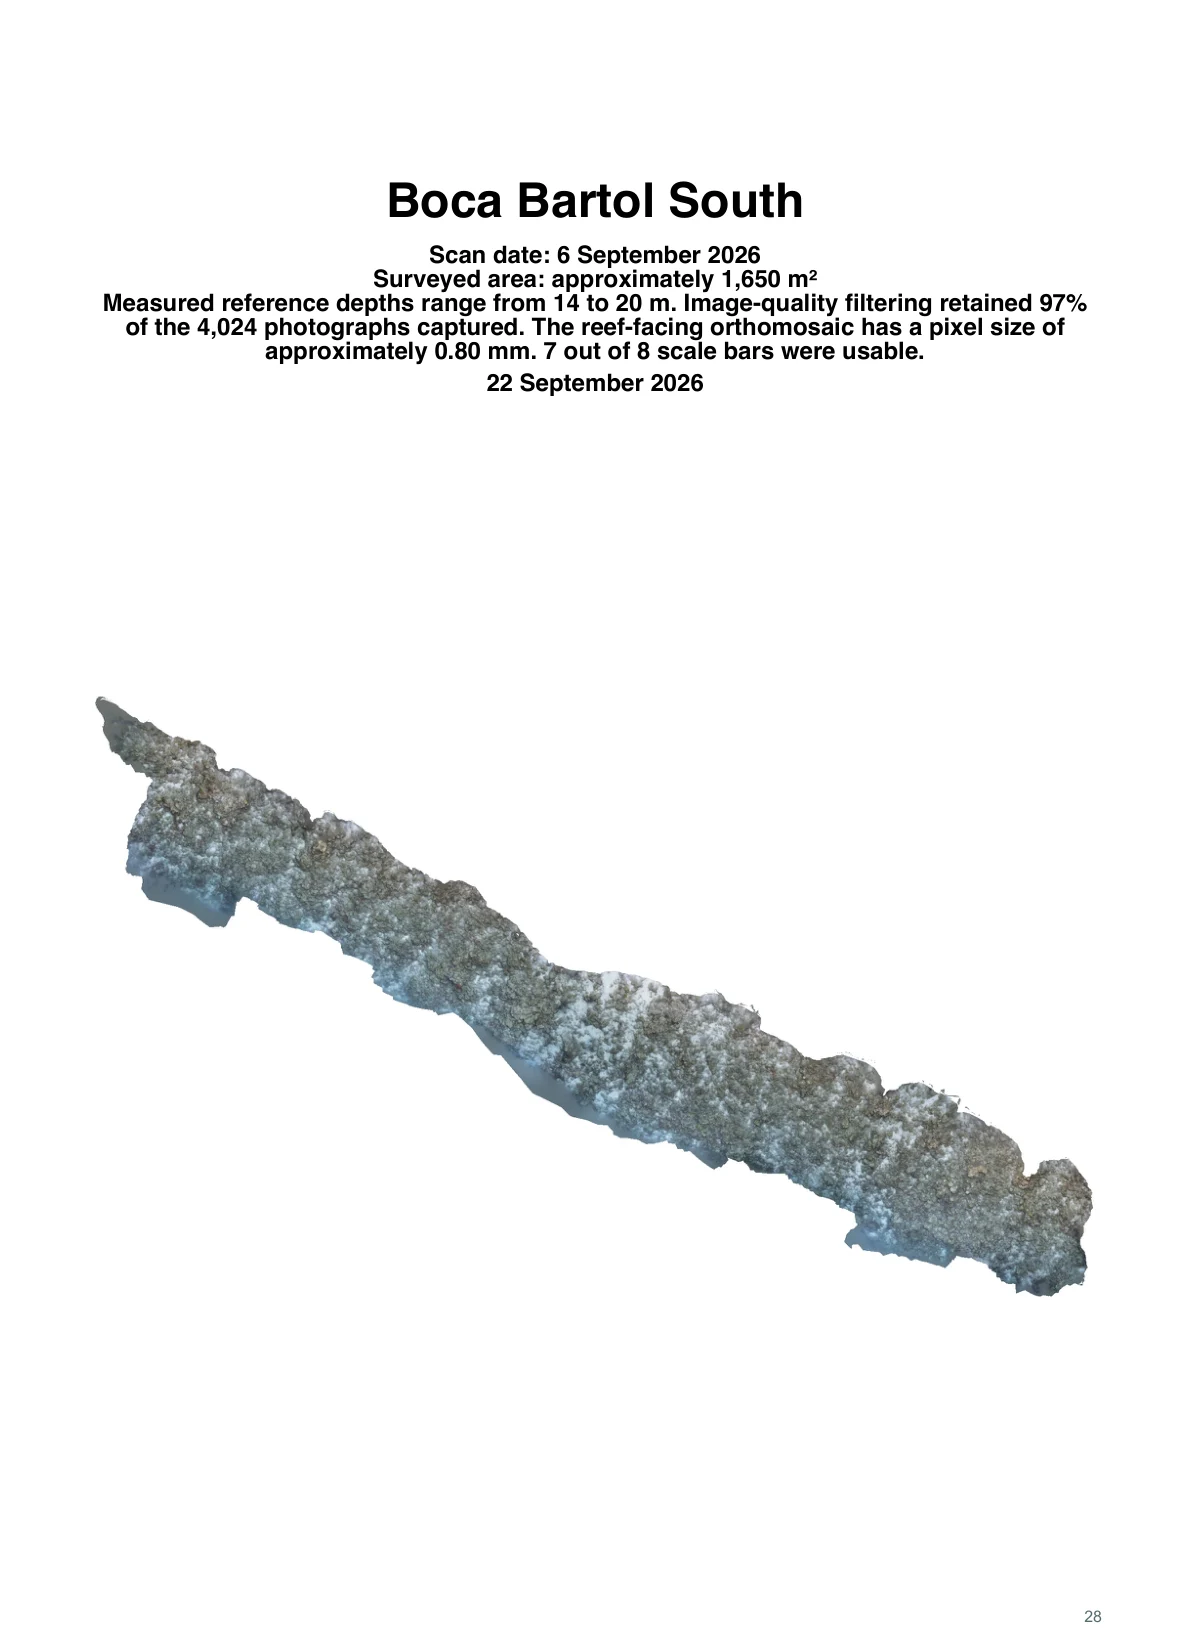 Boca Bartol South
Scan date: 6 September 2026
Surveyed area: approximately 1,650 m²
Measured reference depths range from 14 to 20 m. Image-quality filtering retained 97%
of the 4,024 photographs captured. The reef-facing orthomosaic has a pixel size of
approximately 0.80 mm. 7 out of 8 scale bars were usable.
22 September 2026
28